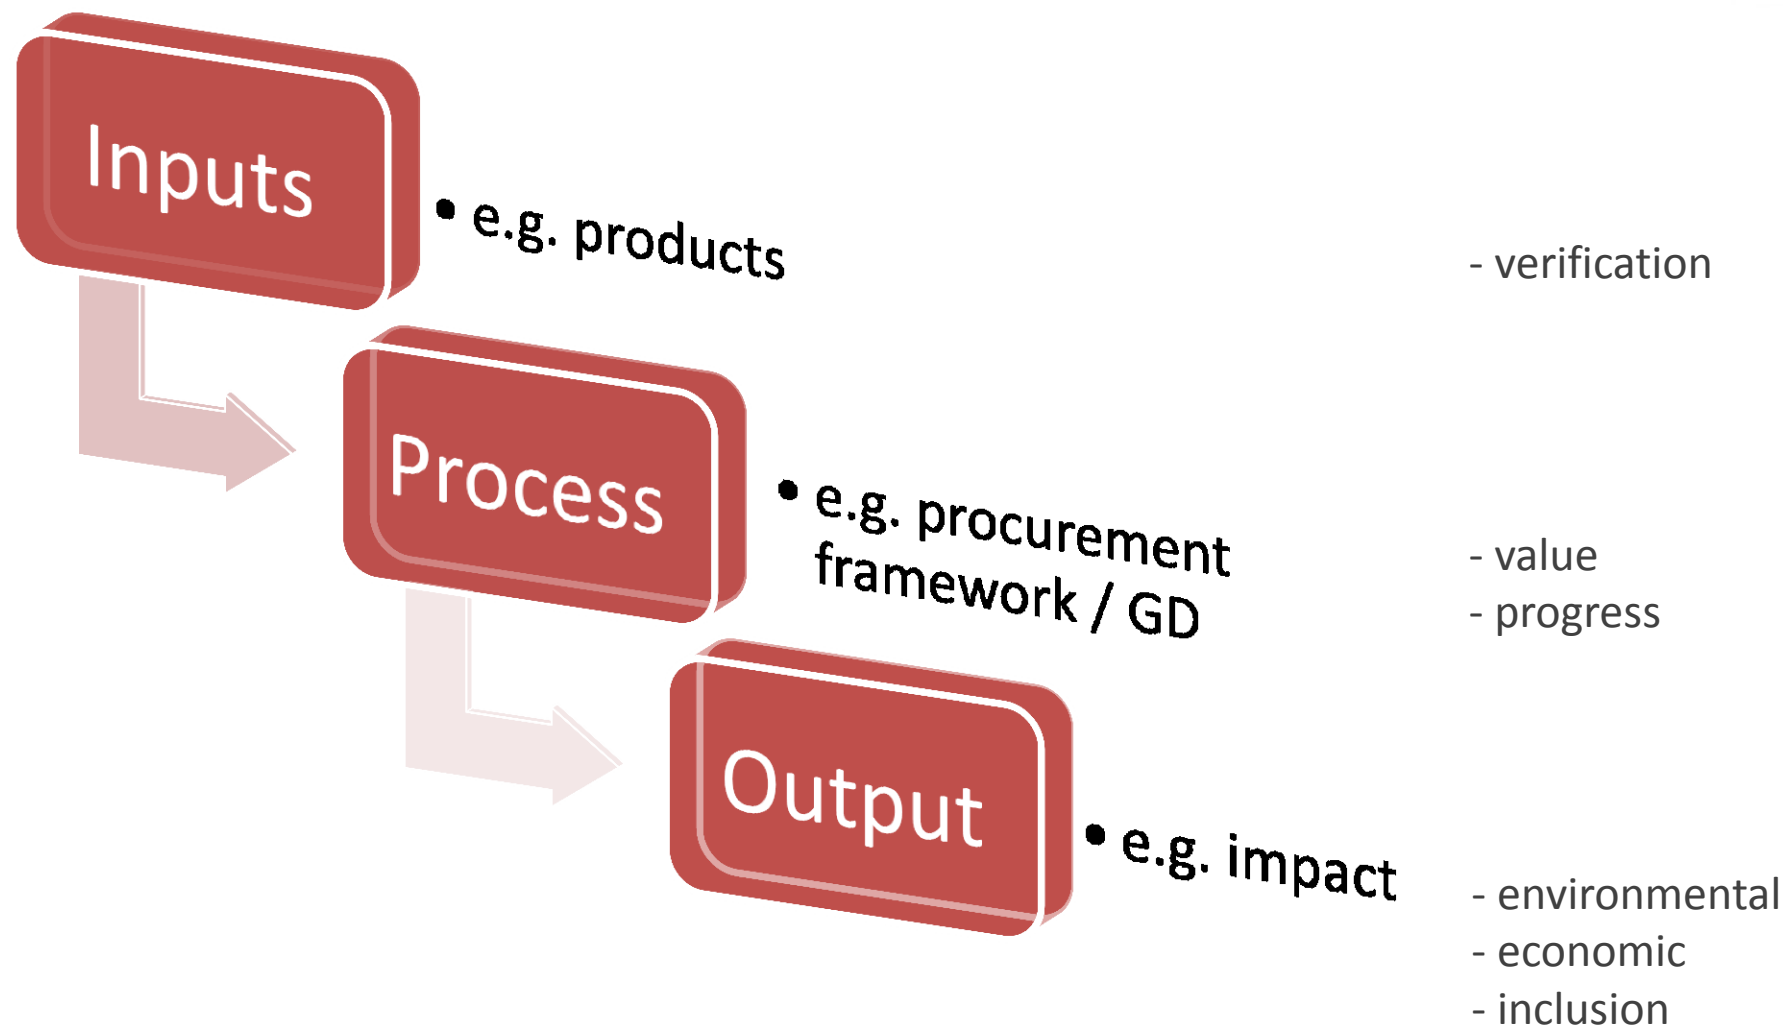 Inputs
• e.g. products
- verification
Process
• e.g. procurement
framework / GD
- value
- progress
Output
• e.g. impact
- environmental
- economic
- inclusion